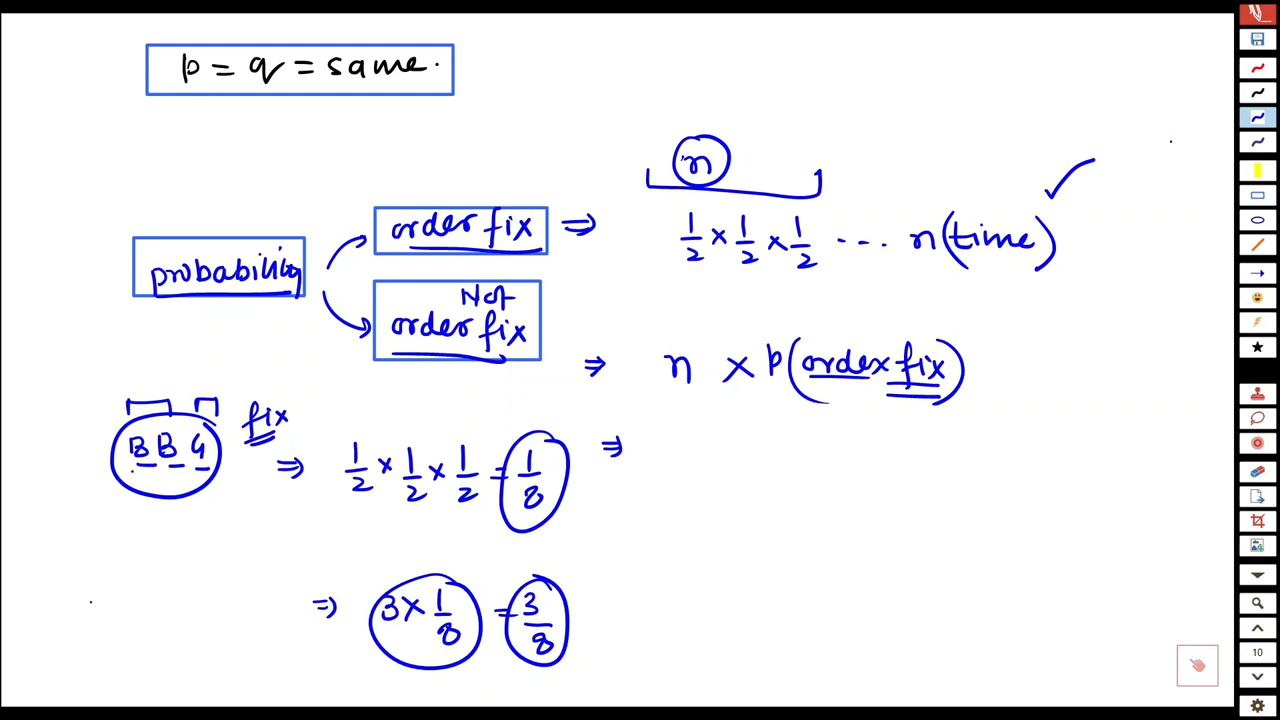 p = q = same.
n
order fix ⇒ 1/2 × 1/2 × 1/2 ... n(time) ✓
probability
Not
order fix
⇒ n × P(order fix)
B B G fix ⇒ 1/2 × 1/2 × 1/2 = 1/8 ⇒
⇒ 3 × 1/8 = 3/8
10